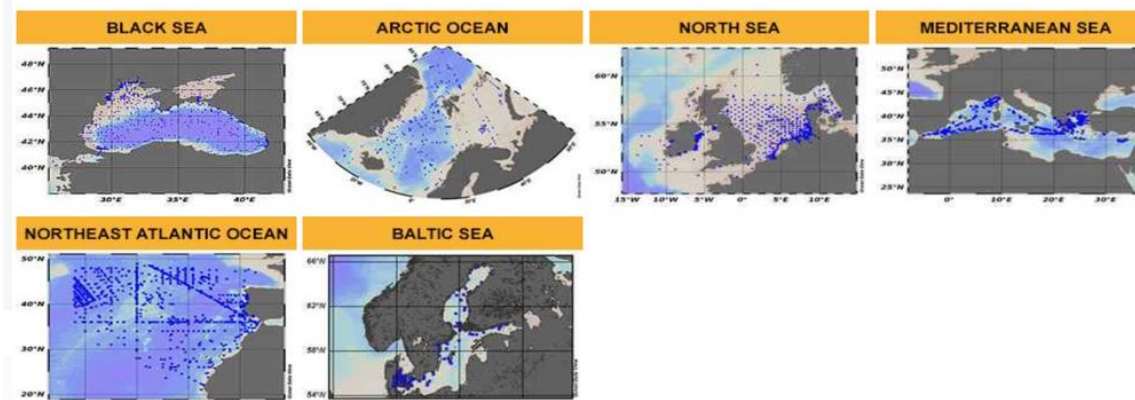 BLACK SEA
ARCTIC OCEAN
NORTH SEA
MEDITERRANEAN SEA
48°N
46°N
44°N
42°N
40°N
30°E
35°E
40°E
60°N
55°N
50°N
15°W
10°W
5°W
0°
5°E
10°E
50°N
45°N
40°N
35°N
30°N
25°N
0°
10°E
20°E
30°E
NORTHEAST ATLANTIC OCEAN
BALTIC SEA
50°N
40°N
30°N
20°N
66°N
62°N
58°N
54°N